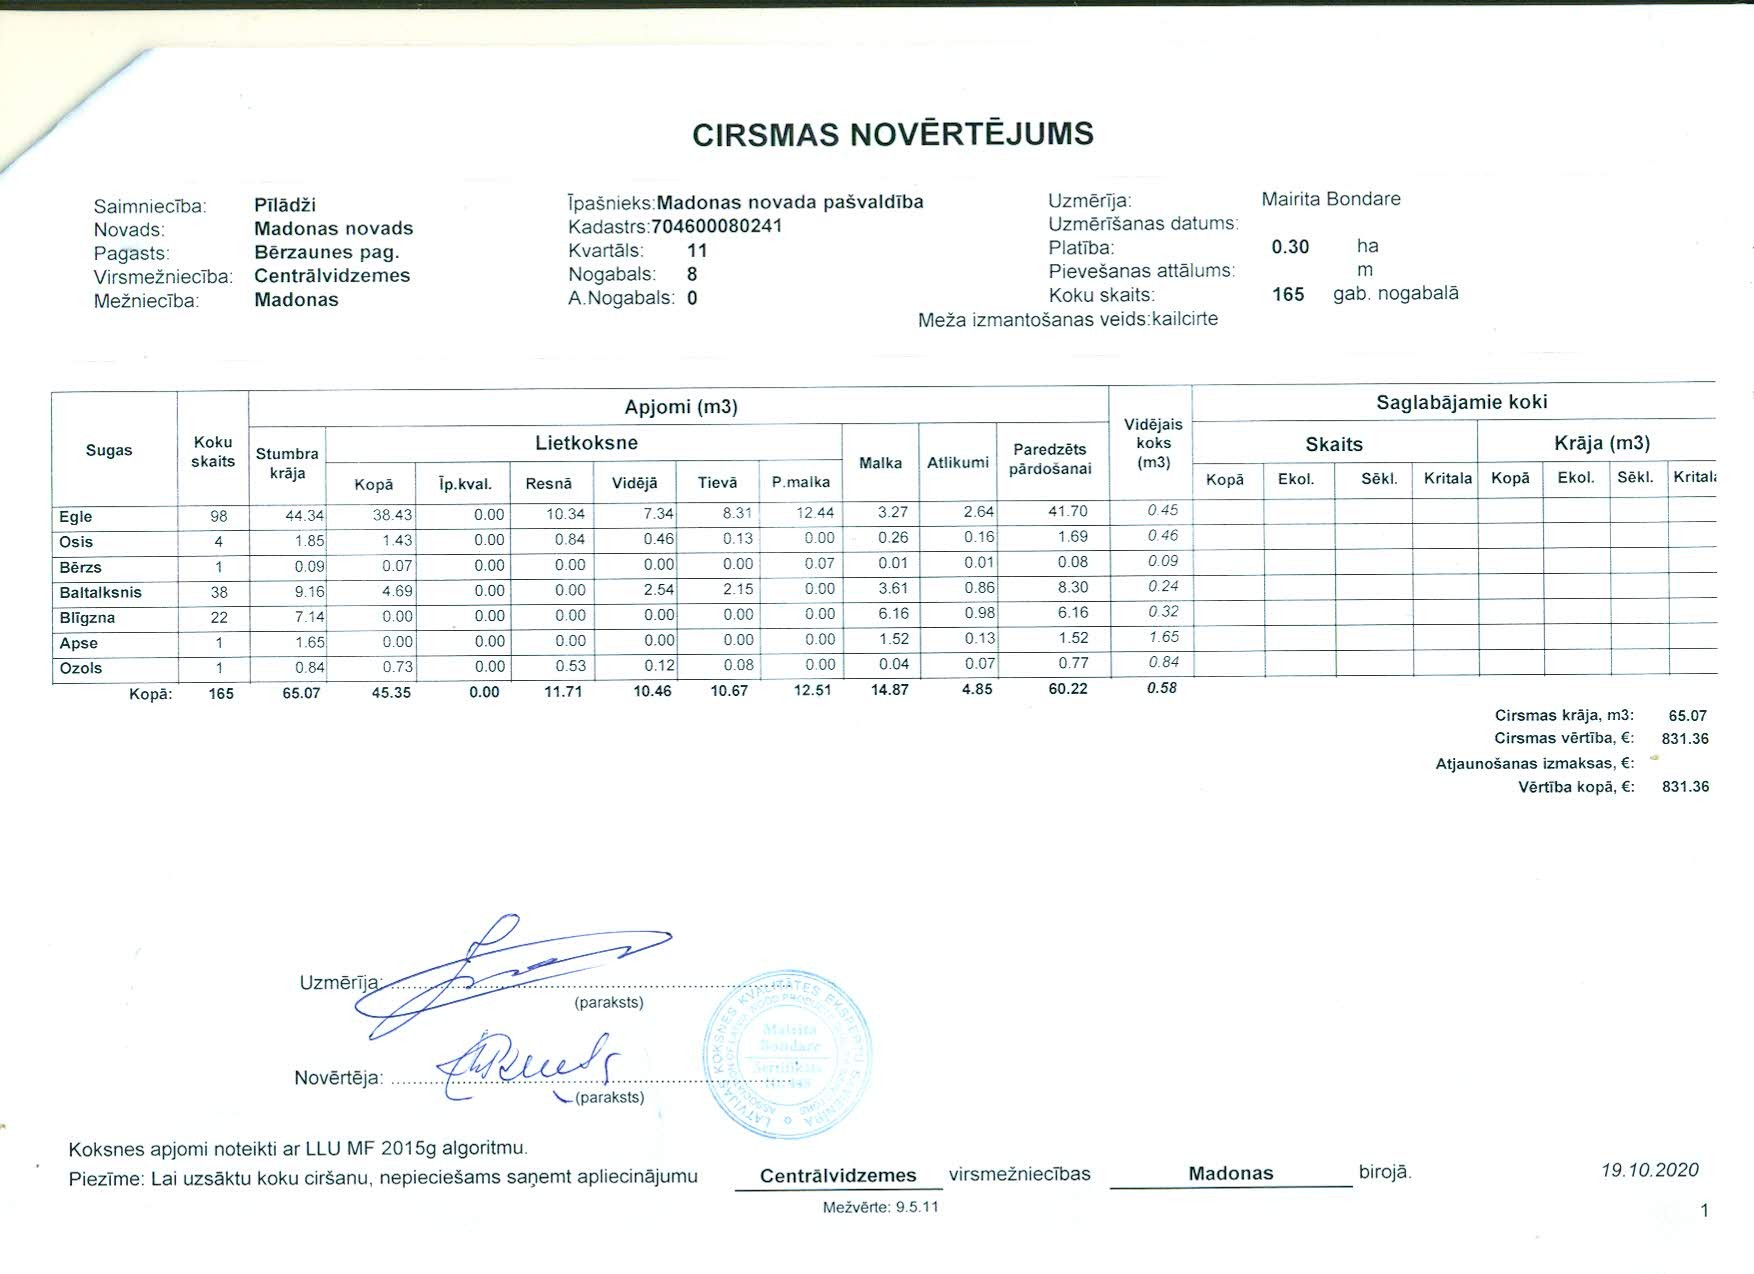 CIRSMAS NOVĒRTĒJUMS
Saimniecība: Pīlādži
Novads: Madonas novads
Pagasts: Bērzaunes pag.
Virsmežniecība: Centrālvidzemes
Mežniecība: Madonas
Īpašnieks:Madonas novada pašvaldība
Kadastrs:704600080241
Kvartāls: 11
Nogabals: 8
A.Nogabals: 0
Uzmērīja: Mairita Bondare
Uzmērīšanas datums:
Platība: 0.30 ha
Pievešanas attālums: m
Koku skaits: 165 gab. nogabalā
Meža izmantošanas veids:kailcirte
Sugas Koku skaits Apjomi (m3) Vidējais koks (m3) Saglabājamie koki
Stumbra krāja Lietkoksne Malka Atlikumi Paredzēts pārdošanai Skaits Krāja (m3)
Kopā Īp.kval. Resnā Vidējā Tievā P.malka Kopā Ekol. Sēkl. Kritala Kopā Ekol. Sēkl. Kritala
Egle 98 44.34 38.43 0.00 10.34 7.34 8.31 12.44 3.27 2.64 41.70 0.45
Osis 4 1.85 1.43 0.00 0.84 0.46 0.13 0.00 0.26 0.16 1.69 0.46
Bērzs 1 0.09 0.07 0.00 0.00 0.00 0.00 0.07 0.01 0.01 0.08 0.09
Baltalksnis 38 9.16 4.69 0.00 0.00 2.54 2.15 0.00 3.61 0.86 8.30 0.24
Blīgzna 22 7.14 0.00 0.00 0.00 0.00 0.00 0.00 6.16 0.98 6.16 0.32
Apse 1 1.65 0.00 0.00 0.00 0.00 0.00 0.00 1.52 0.13 1.52 1.65
Ozols 1 0.84 0.73 0.00 0.53 0.12 0.08 0.00 0.04 0.07 0.77 0.84
Kopā: 165 65.07 45.35 0.00 11.71 10.46 10.67 12.51 14.87 4.85 60.22 0.58
Cirsmas krāja, m3: 65.07
Cirsmas vērtība, €: 831.36
Atjaunošanas izmaksas, €:
Vērtība kopā, €: 831.36
Uzmērīja:
(paraksts)
Novērtēja:
(paraksts)
LATVIJAS KOKSNES KVALITĀTES EKSPERTU SAVIENĪBA
Mairita
Bondare
Sertifikāts
Koksnes apjomi noteikti ar LLU MF 2015g algoritmu.
Piezīme: Lai uzsāktu koku ciršanu, nepieciešams saņemt apliecinājumu Centrālvidzemes virsmežniecības Madonas birojā.
19.10.2020
Mežvērte: 9.5.11
1